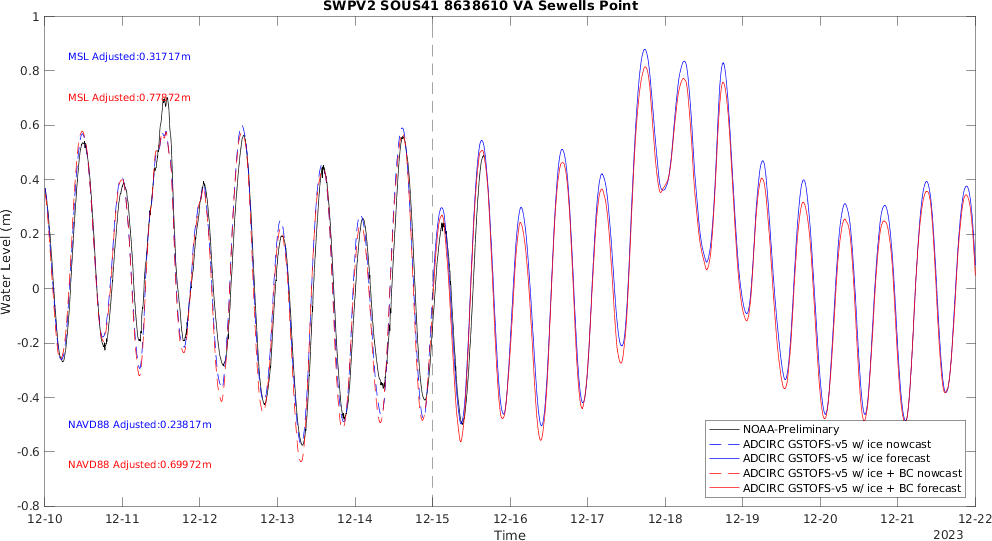 SWPV2 SOUS41 8638610 VA Sewells Point
1
0.8
0.6
0.4
0.2
0
-0.2
-0.4
-0.6
-0.8
Water Level (m)
MSL Adjusted:0.31717m
MSL Adjusted:0.77872m
NAVD88 Adjusted:0.23817m
NAVD88 Adjusted:0.69972m
NOAA-Preliminary
ADCIRC GSTOFS-v5 w/ ice nowcast
ADCIRC GSTOFS-v5 w/ ice forecast
ADCIRC GSTOFS-v5 w/ ice + BC nowcast
ADCIRC GSTOFS-v5 w/ ice + BC forecast
12-10 12-11 12-12 12-13 12-14 12-15 12-16 12-17 12-18 12-19 12-20 12-21 12-22
Time
2023